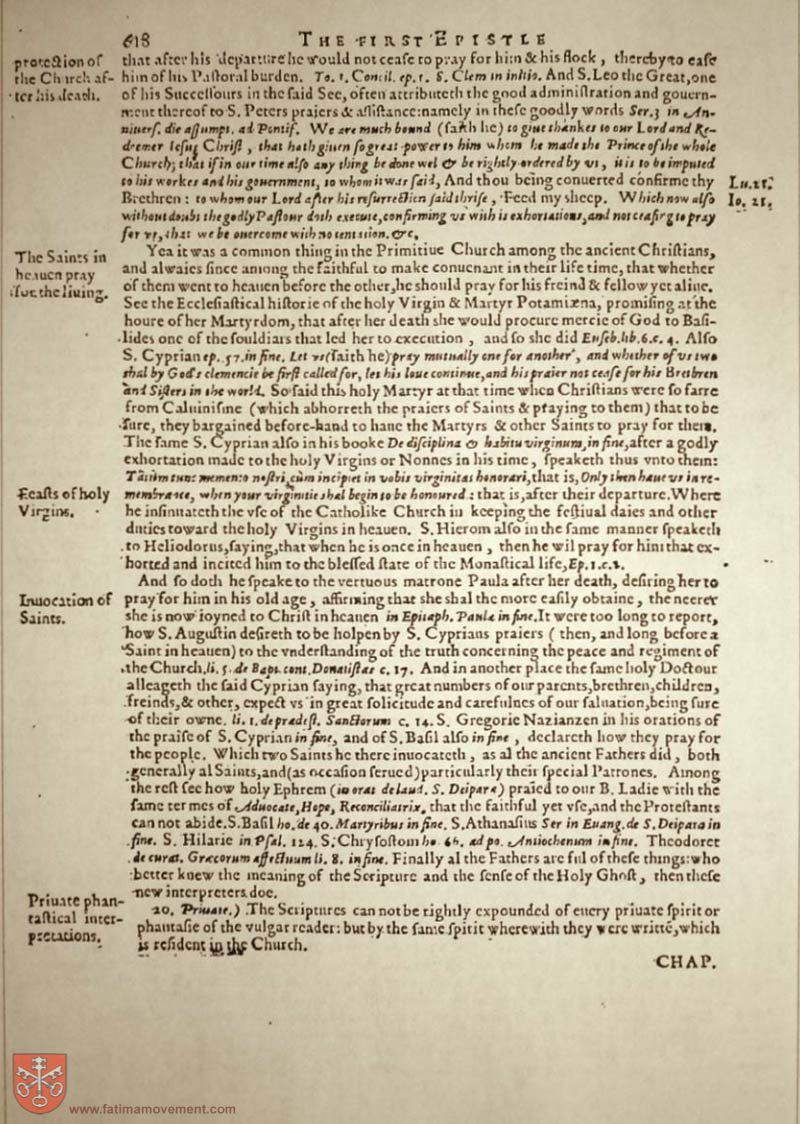 618 THE FIRST EPISTLE
protection of
the Church af-
ter his death.
that after his departure he would not cease to pray for him & his flock, thereby to ease
him of his Pastoral burden. To. 1. Concil. ep. 1. S. Clem in initio. And S. Leo the Great, one
of his Successours in the said See, often attributeth the good administration and gouern-
ment thereof to S. Peters praiers & assistance: namely in these goodly words Ser. 3 in An-
niuers. die assumpt. ad Pontif. We are much bound (saith he) to giue thankes to our Lord and Re-
deemer Iesus Christ, that hath giuen so great power to him whom he made the Prince of the whole
Church; that if in our time also any thing be done wel & be rightly ordered by vs, it is to be imputed
to his workes and his gouernment, to whom it was said, And thou being conuerted confirme thy
Brethren: to whom our Lord after his resurrection said thrise, Feed my sheep. Which now also
without doubt the godly Pastour doth execute, confirming vs with is exhortations, and not ceasing to pray
for vs, that we be ouercome with no tentation. &c.
Lu. 22.
Io. 21.
The Saints in
heauen pray
for the liuing.
Yea it was a common thing in the Primitiue Church among the ancient Christians,
and alwaies since among the faithful to make conuenant in their life time, that whether
of them went to heauen before the other, he should pray for his freind & fellow yet aliue.
See the Ecclesiastical historie of the holy Virgin & Martyr Potamiæna, promising at the
houre of her Martyrdom, that after her death she would procure mercie of God to Basi-
lides one of the souldiars that led her to execution, and so she did Euseb. lib. 6. c. 4. Also
S. Cyprian ep. 57. in fine. Let vs (saith he) pray mutually one for another, and whether of vs two
shal by God's clemencie be first called for, let his loue continue, and his praier not cease for his Bretbren
and Sisters in the world. So said this holy Martyr at that time when Christians were so farre
from Caluinisme (which abhorreth the praiers of Saints & praying to them) that to be
sure, they bargained before-hand to haue the Martyrs & other Saints to pray for them.
The same S. Cyprian also in his booke De disciplina & habitu virginum, in fine, after a godly
exhortation made to the holy Virgins or Nonnes in his time, speaketh thus vnto them:
Tantùm tunc memento nostri, cùm incipiet in vobis virginitas honorari, that is, Only then haue vs in re-
membrance, when your virginitie shal begin to be honoured: that is, after their departure. Where
he insinuateth the vse of the Catholike Church in keeping the festiual daies and other
duties toward the holy Virgins in heauen. S. Hierom also in the same manner speaketh
to Heliodorus, saying, that when he is once in heauen, then he wil pray for him that ex-
horted and incited him to the blessed state of the Monastical life, Ep. 1. c. 2.
Feasts of holy
Virgins.
Inuocation of
Saints.
And so doth he speake to the vertuous matrone Paula after her death, desiring her to
pray for him in his old age, affirming that she shal the more easily obtaine, the neerer
she is now ioyned to Christ in heauen in Epitaph. Paulæ in fine. It were too long to report,
how S. Augustin desireth to be holpen by S. Cyprians praiers (then, and long before a
Saint in heauen) to the vnderstanding of the truth concerning the peace and regiment of
the Church. li. 5. de Bapt. cont. Donatistas c. 17. And in another place the same holy Doctour
alleageth the said Cyprian saying, that great numbers of our parents, brethren, children,
freinds, & other, expect vs in great solicitude and carefulnes of our saluation, being sure
of their owne. li. 1. de prædest. Sanctorum c. 14. S. Gregorie Nazianzen in his orations of
the praise of S. Cyprian in fine, and of S. Basil also in fine, declareth how they pray for
the people. Which two Saints he there inuocateth, as al the ancient Fathers did, both
generally al Saints, and (as occasion serued) particularly their special Patrones. Among
the rest see how holy Ephrem (in orat de laud. S. Deiparæ) praied to our B. Ladie with the
same termes of Aduocate, Hope, Reconciliatrix, that the faithful yet vse, and the Protestants
can not abide. S. Basil ho. de 40. Martyribus in fine. S. Athanasius Ser in Euang. de S. Deipara in
fine. S. Hilarie in Psal. 124. S. Chrysostom ho. 66. ad po. Antiochenum in fine. Theodoret
de curat. Græcorum affectuum li. 8. in fine. Finally al the Fathers are ful of these things: who
better knew the meaning of the Scripture and the sense of the Holy Ghost, then these
new interpreters doe.
Priuate phan-
tastical inter-
pretations.
20. Priuate.) The Scriptures can not be rightly expounded of euery priuate spirit or
phantasie of the vulgar reader: but by the same spirit wherewith they were writtẽ, which
is resident in the Church.
CHAP.
www.fatimamovement.com